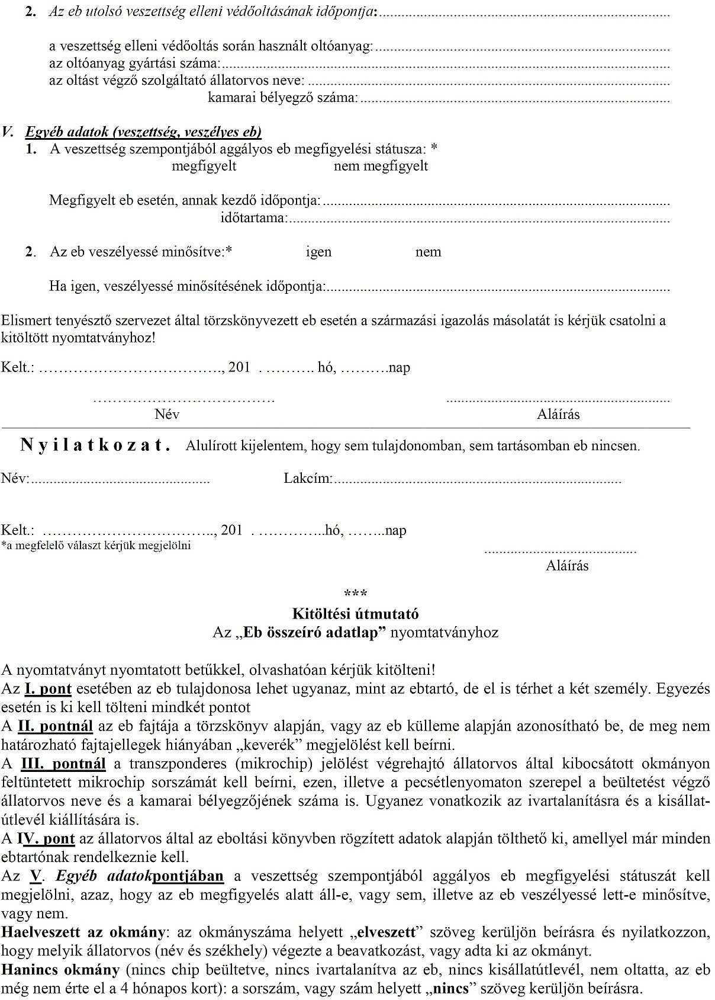 2. Az eb utolsó veszettség elleni védőoltásának időpontja:..............................................................................
a veszettség elleni védőoltás során használt oltóanyag:...............................................................................
az oltóanyag gyártási száma:........................................................................................................................
az oltást végző szolgáltató állatorvos neve: .................................................................................................
kamarai bélyegző száma:...................................................................................
V. Egyéb adatok (veszettség, veszélyes eb)
1. A veszettség szempontjából aggályos eb megfigyelési státusza: *
megfigyelt nem megfigyelt
Megfigyelt eb esetén, annak kezdő időpontja:.............................................................................................
időtartama:......................................................................................................
2. Az eb veszélyessé minősítve:* igen nem
Ha igen, veszélyessé minősítésének időpontja:............................................................................................
Elismert tenyésztő szervezet által törzskönyvezett eb esetén a származási igazolás másolatát is kérjük csatolni a
kitöltött nyomtatványhoz!
Kelt.: ………………………………., 201 . ………. hó, ……….nap
………………………………. ............................................................
Név Aláírás
Nyilatkozat. Alulírott kijelentem, hogy sem tulajdonomban, sem tartásomban eb nincsen.
Név:................................................ Lakcím:.............................................................................
Kelt.: …………………………….., 201 . …………..hó, ……..nap
*a megfelelő választ kérjük megjelölni
.........................................
Aláírás
***
Kitöltési útmutató
Az „Eb összeíró adatlap” nyomtatványhoz
A nyomtatványt nyomtatott betűkkel, olvashatóan kérjük kitölteni!
Az I. pont esetében az eb tulajdonosa lehet ugyanaz, mint az ebtartó, de el is térhet a két személy. Egyezés
esetén is ki kell tölteni mindkét pontot
A II. pontnál az eb fajtája a törzskönyv alapján, vagy az eb külleme alapján azonosítható be, de meg nem
határozható fajtajellegek hiányában „keverék” megjelölést kell beírni.
A III. pontnál a transzponderes (mikrochip) jelölést végrehajtó állatorvos által kibocsátott okmányon
feltüntetett mikrochip sorszámát kell beírni, ezen, illetve a pecsétlenyomaton szerepel a beültetést végző
állatorvos neve és a kamarai bélyegzőjének száma is. Ugyanez vonatkozik az ivartalanításra és a kisállat-
útlevél kiállítására is.
A IV. pont az állatorvos által az eboltási könyvben rögzített adatok alapján tölthető ki, amellyel már minden
ebtartónak rendelkeznie kell.
Az V. Egyéb adatokpontjában a veszettség szempontjából aggályos eb megfigyelési státuszát kell
megjelölni, azaz, hogy az eb megfigyelés alatt áll-e, vagy sem, illetve az eb veszélyessé lett-e minősítve,
vagy nem.
Haelveszett az okmány: az okmányszáma helyett „elveszett” szöveg kerüljön beírásra és nyilatkozzon,
hogy melyik állatorvos (név és székhely) végezte a beavatkozást, vagy adta ki az okmányt.
Hanincs okmány (nincs chip beültetve, nincs ivartalanítva az eb, nincs kisállatútlevél, nem oltatta, az eb
még nem érte el a 4 hónapos kort): a sorszám, vagy szám helyett „nincs” szöveg kerüljön beírásra.